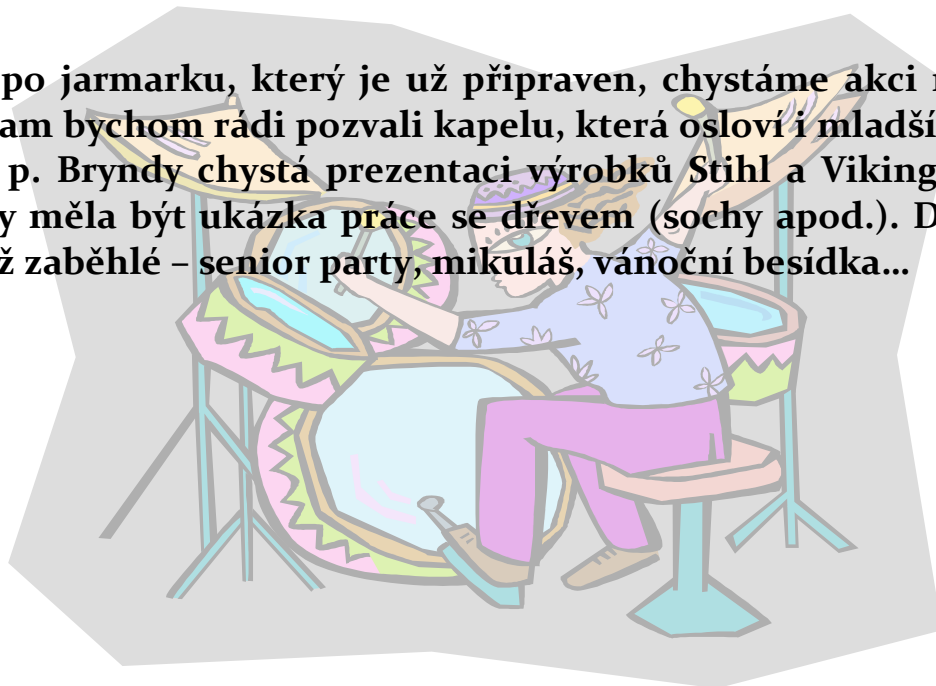 po jarmarku, který je už připraven, chystáme akci
am bychom rádi pozvali kapelu, která osloví i mladší
p. Bryndy chystá prezentaci výrobků Stihl a Viking
y měla být ukázka práce se dřevem (sochy apod.). D
ž zaběhlé – senior party, mikuláš, vánoční besídka...